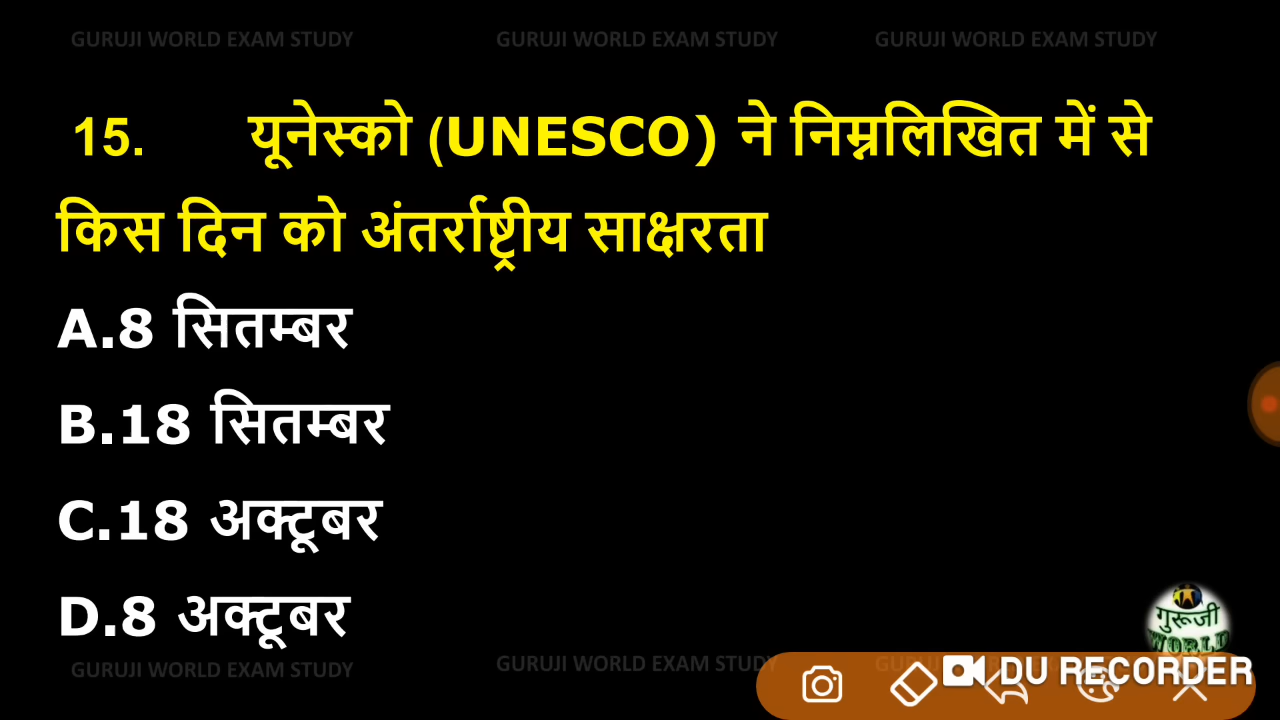 GURUJI WORLD EXAM STUDY GURUJI WORLD EXAM STUDY GURUJI WORLD EXAM STUDY
15. यूनेस्को (UNESCO) ने निम्नलिखित में से
किस दिन को अंतर्राष्ट्रीय साक्षरता
A.8 सितम्बर
B.18 सितम्बर
C.18 अक्टूबर
D.8 अक्टूबर
गुरूजी
WORLD
GURUJI WORLD EXAM STUDY GURUJI WORLD EXAM STUDY
DU RECORDER